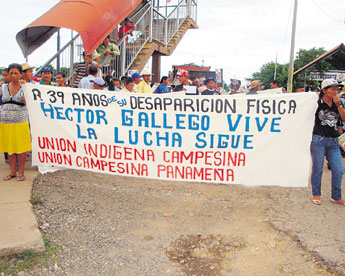 A 39 AÑOS DE SU DESAPARICION FISICA
HECTOR GALLEGO VIVE
LA LUCHA SIGUE
UNION INDIGENA CAMPESINA
UNION CAMPESINA PANAMEÑA